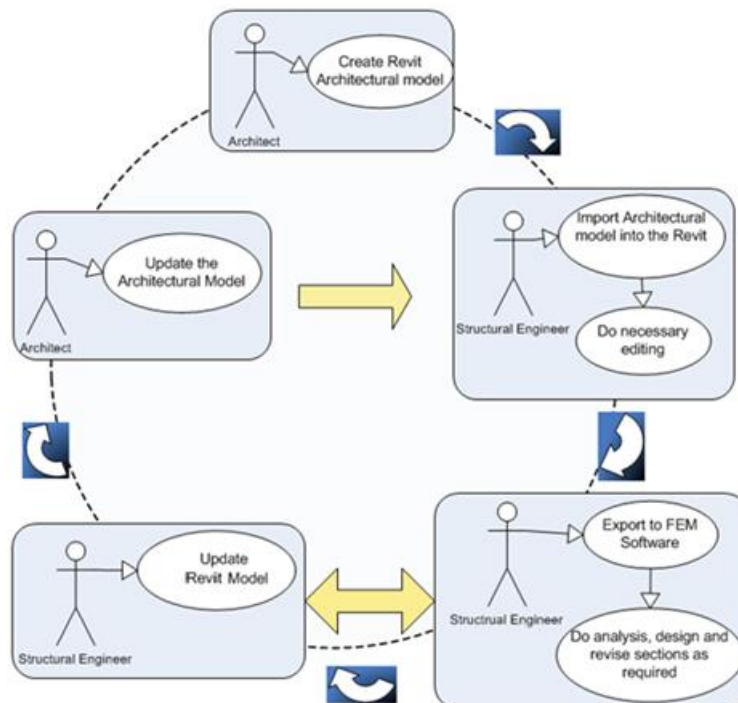 Create Revit
Architectural model
Architect
Import Architectural
model into the Revit
Do necessary
editing
Structural Engineer
Update the
Architectural Model
Architect
Export to FEM
Software
Do analysis, design and
revise sections as
required
Structrual Engineer
Update
Reviit Model
Structural Engineer